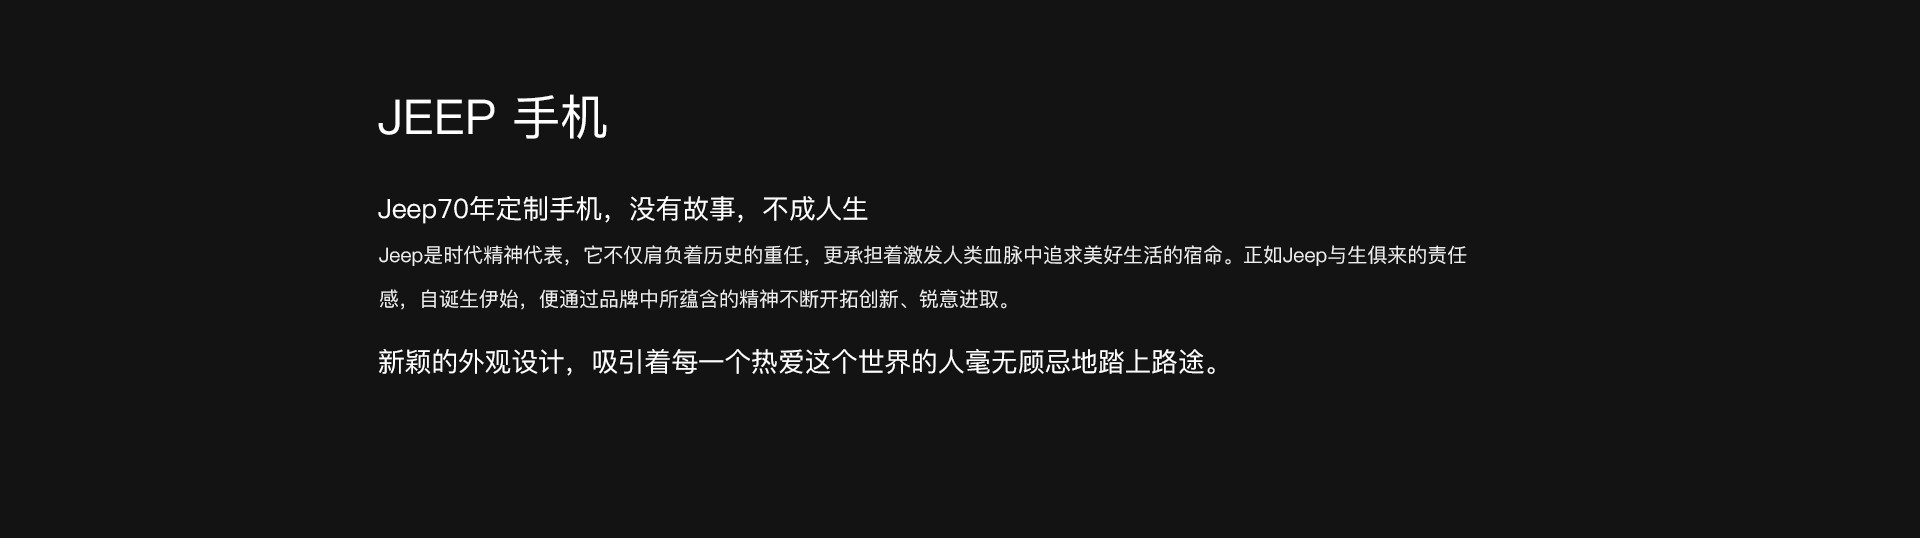 JEEP 手机
Jeep70年定制手机，没有故事，不成人生
Jeep是时代精神代表，它不仅肩负着历史的重任，更承担着激发人类血脉中追求美好生活的宿命。正如Jeep与生俱来的责任
感，自诞生伊始，便通过品牌中所蕴含的精神不断开拓创新、锐意进取。
新颖的外观设计，吸引着每一个热爱这个世界的人毫无顾忌地踏上路途。